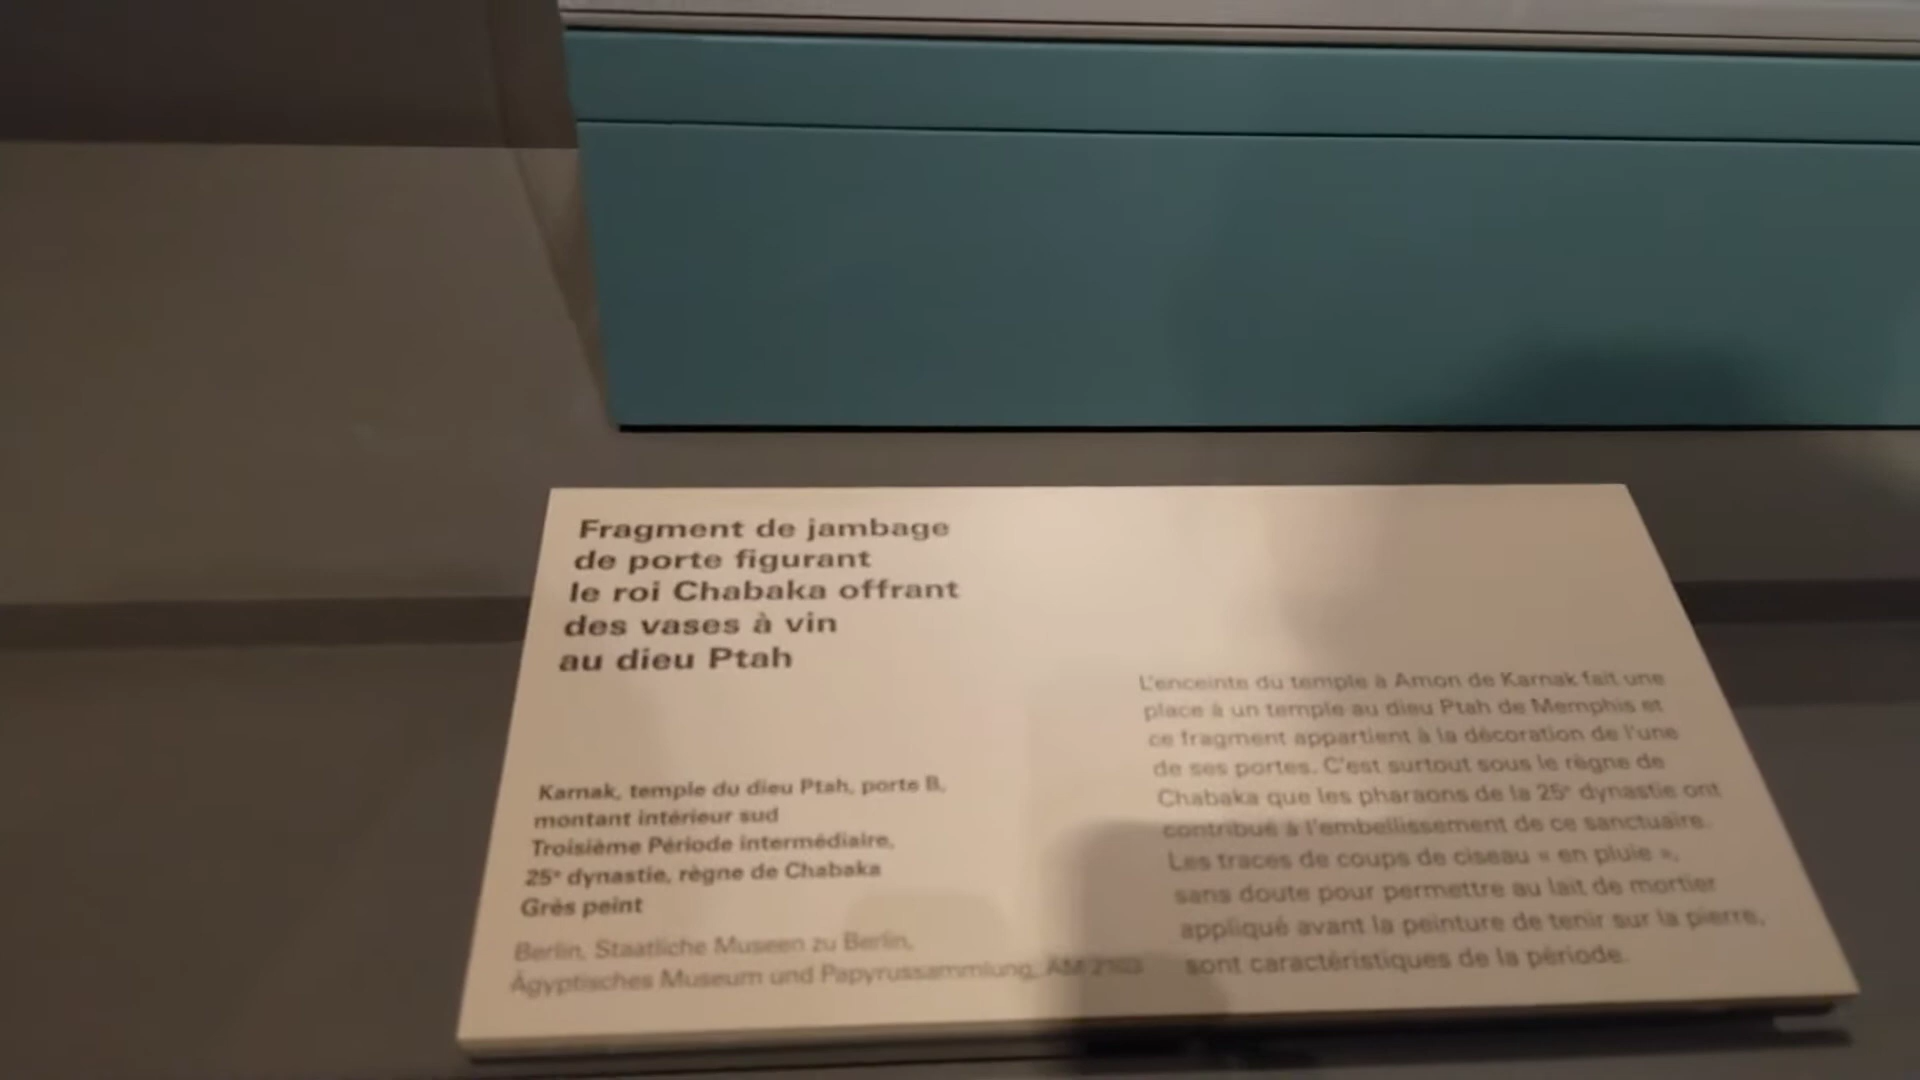 Fragment de jambage
de porte figurant
le roi Chabaka offrant
des vases à vin
au dieu Ptah
Karnak, temple du dieu Ptah, porte B,
montant intérieur sud
Troisième Période intermédiaire,
25e dynastie, règne de Chabaka
Grès peint
Berlin, Staatliche Museen zu Berlin,
Ägyptisches Museum und Papyrussammlung, ÄM
L'enceinte du temple à Amon de Karnak fait une
place à un temple au dieu Ptah de Memphis et
ce fragment appartient à la décoration de l'une
de ses portes. C'est surtout sous le règne de
Chabaka que les pharaons de la 25e dynastie ont
contribué à l'embellissement de ce sanctuaire.
Les traces de coups de ciseau « en pluie »,
sans doute pour permettre au lait de mortier
appliqué avant la peinture de tenir sur la pierre,
sont caractéristiques de la période.